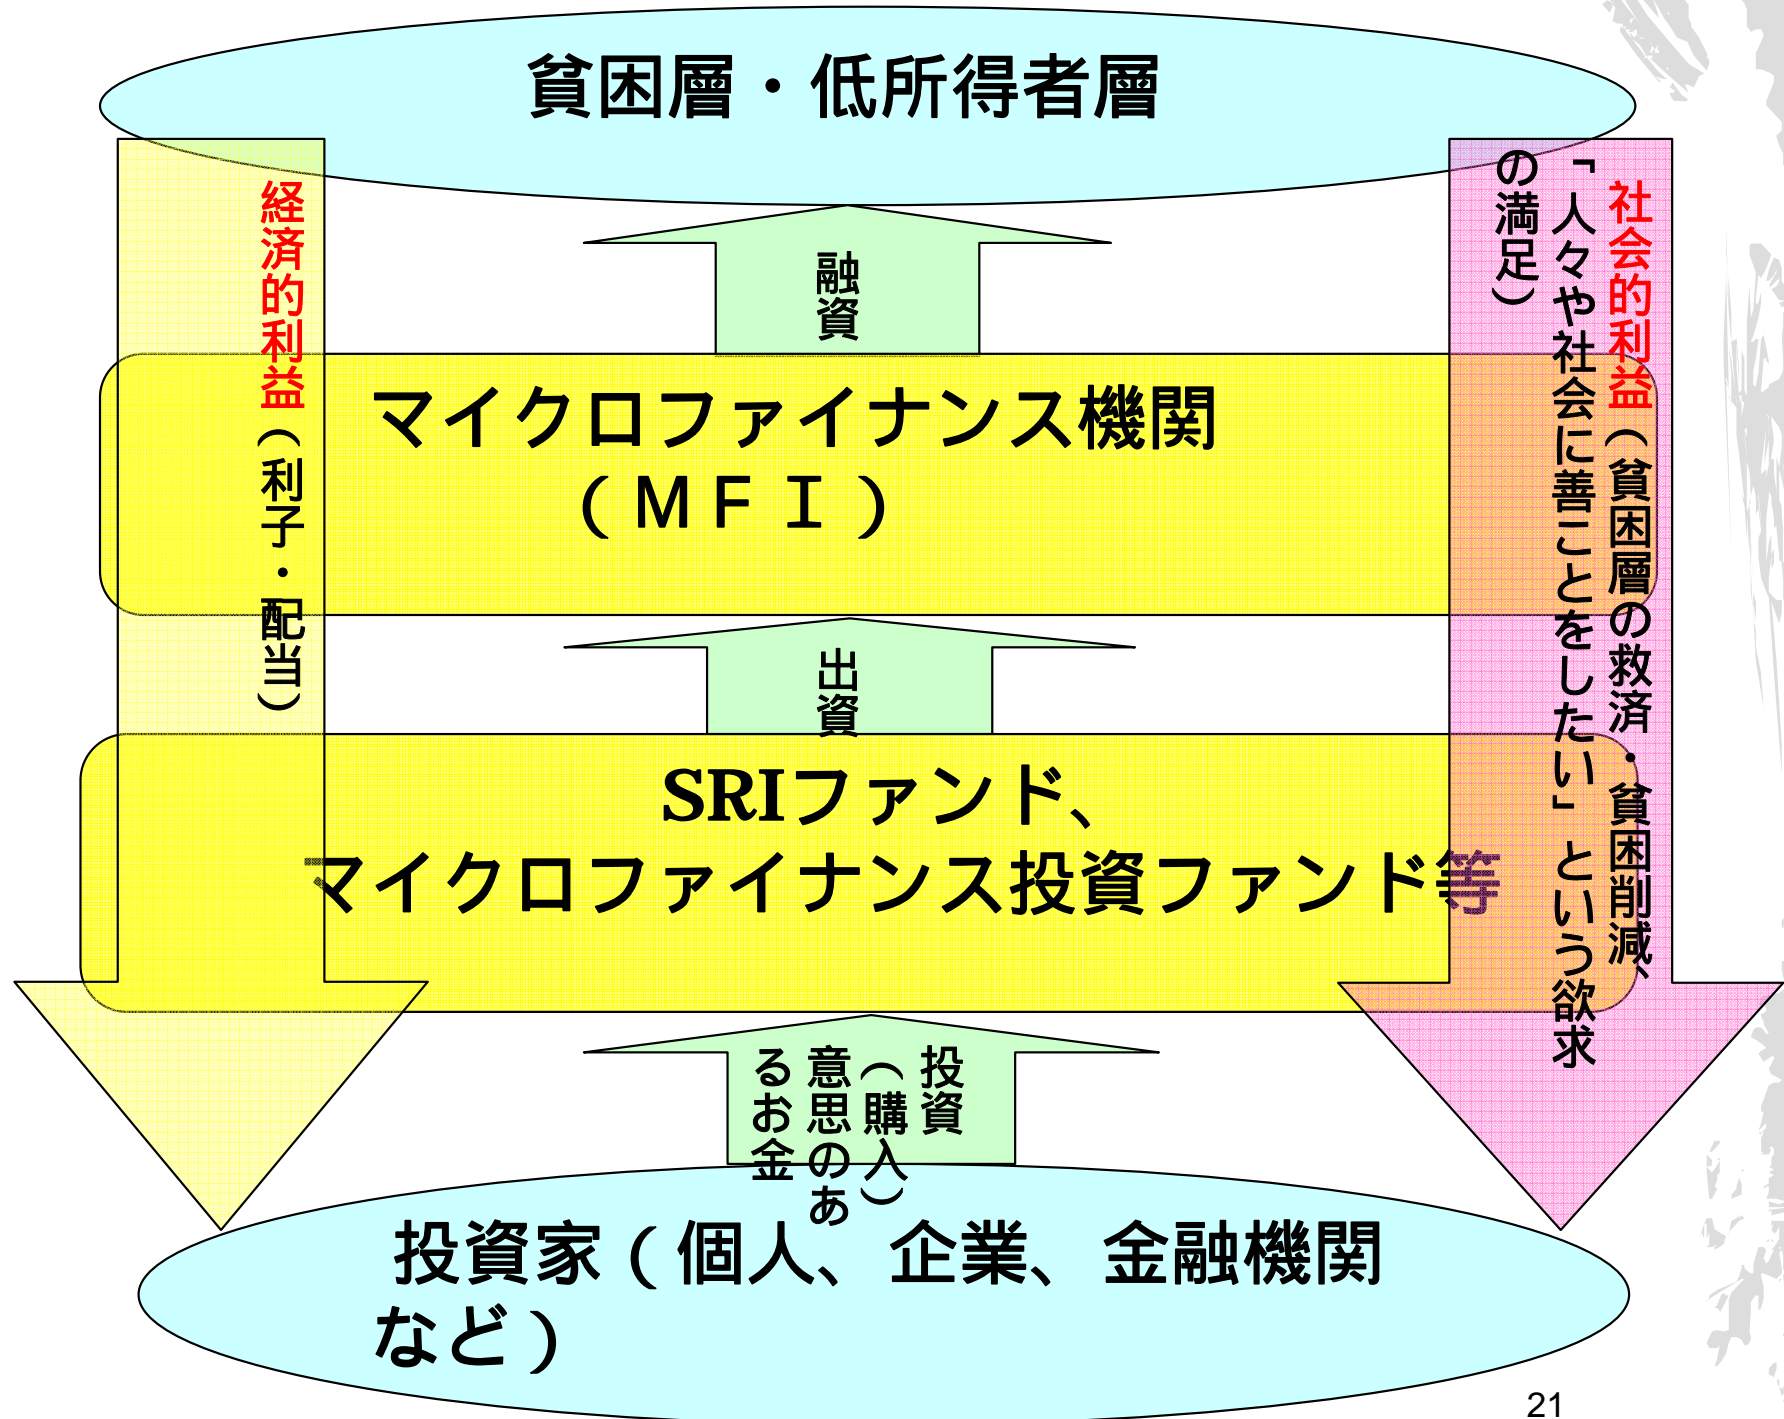 貧困層・低所得者層
経済的利益（利子・配当）
融資
社会的利益（貧困層の救済・貧困削減、
「人々や社会に善ことをしたい」という欲求
の満足）
マイクロファイナンス機関
（ＭＦＩ）
出資
SRIファンド、
マイクロファイナンス投資ファンド等
投資
（購入）
意思のあ
るお金
投資家（個人、企業、金融機関
など）
21